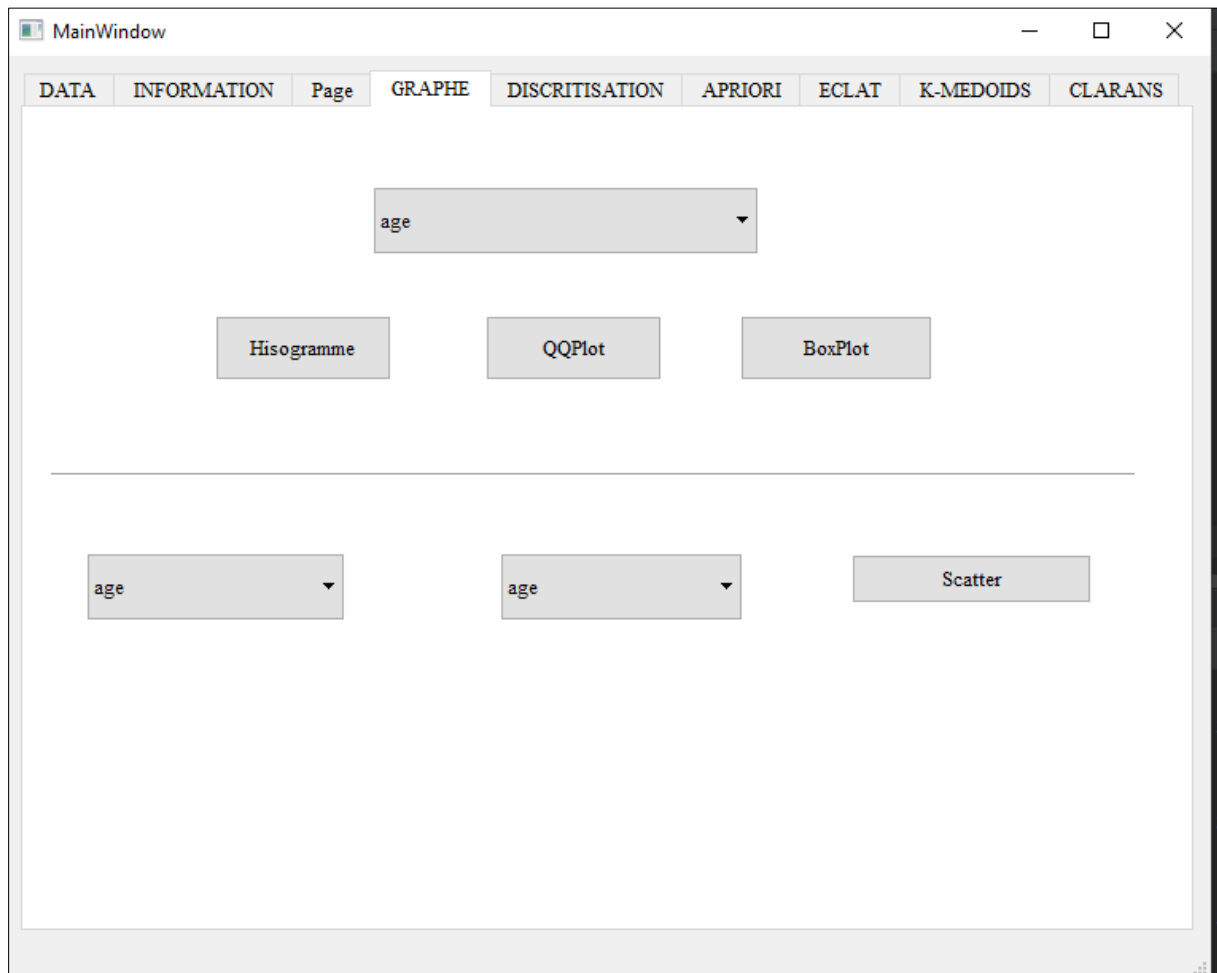 MainWindow
DATA INFORMATION Page GRAPHE DISCRITISATION APRIORI ECLAT K-MEDOIDS CLARANS
age
Hisogramme QQPlot BoxPlot
age age Scatter